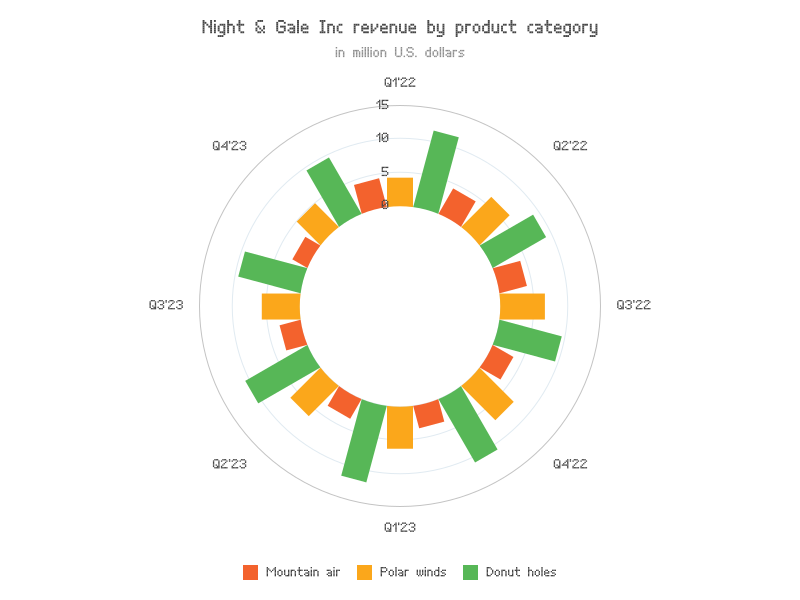 Night & Gale Inc revenue by product category
in million U.S. dollars
Q1'22
15
10
5
0
Q2'22
Q3'22
Q4'22
Q1'23
Q2'23
Q3'23
Q4'23
Mountain air
Polar winds
Donut holes